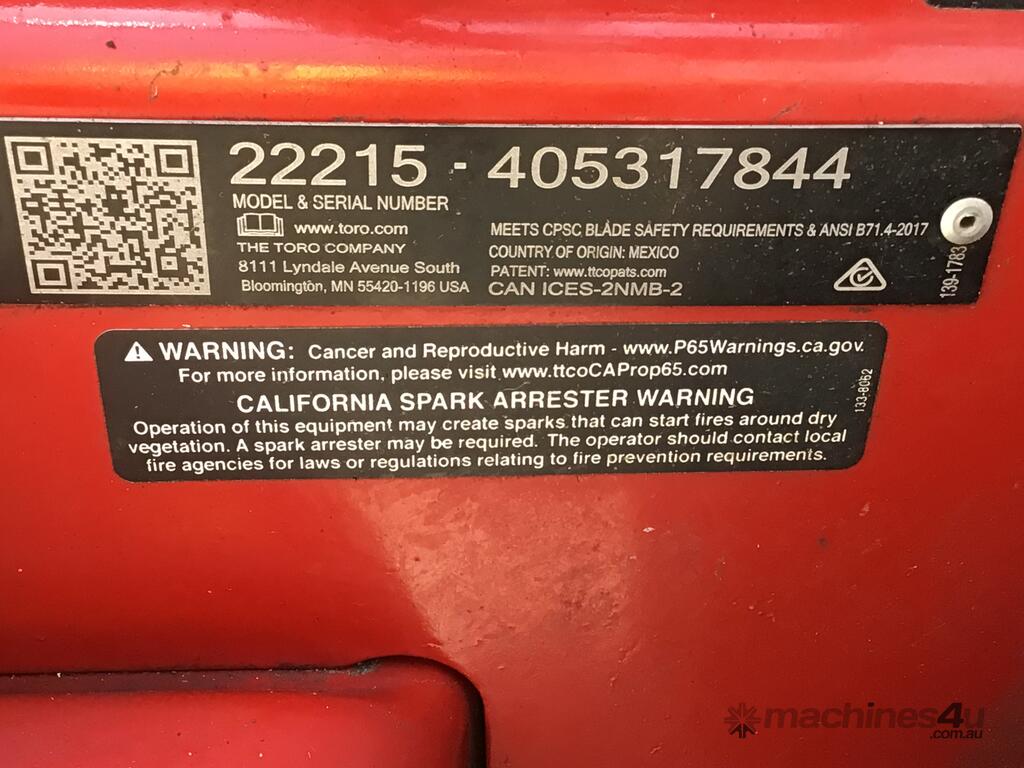 22215 - 405317844
MODEL & SERIAL NUMBER
www.toro.com
THE TORO COMPANY
8111 Lyndale Avenue South
Bloomington, MN 55420-1196 USA
MEETS CPSC BLADE SAFETY REQUIREMENTS & ANSI B71.4-2017
COUNTRY OF ORIGIN: MEXICO
PATENT: www.ttcopats.com
CAN ICES-2NMB-2
139-1783
WARNING: Cancer and Reproductive Harm - www.P65Warnings.ca.gov.
For more information, please visit www.ttcoCAProp65.com
CALIFORNIA SPARK ARRESTER WARNING
Operation of this equipment may create sparks that can start fires around dry
vegetation. A spark arrester may be required. The operator should contact local
fire agencies for laws or regulations relating to fire prevention requirements.
133-8062
machines4u
.com.au